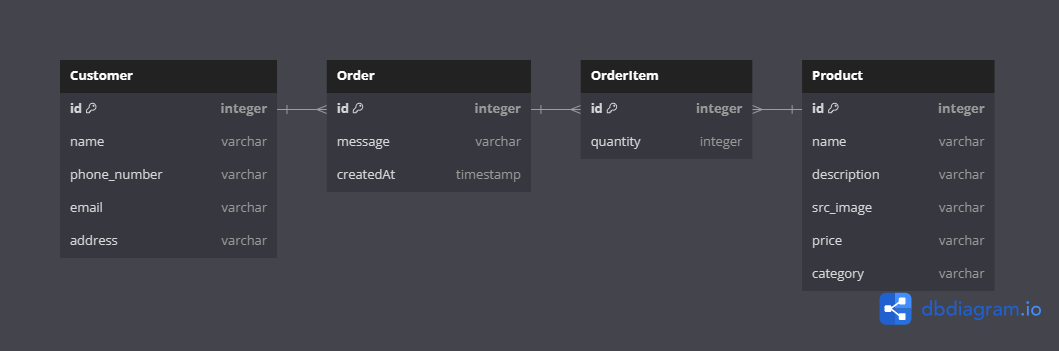 Customer
id integer
name varchar
phone_number varchar
email varchar
address varchar
Order
id integer
message varchar
createdAt timestamp
OrderItem
id integer
quantity integer
Product
id integer
name varchar
description varchar
src_image varchar
price varchar
category varchar
dbdiagram.io